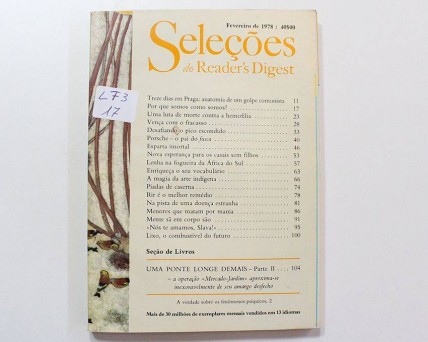 Fevereiro de 1978 : 40$00
Seleções
do Reader's Digest
L73
17
Treze dias em Praga: anatomia de um golpe comunista 11
Por que somos como somos? 17
Uma luta de morte contra a hemofilia 23
Vença com o fracasso 28
Desafiando o pico escondido 33
Porsche – o pai do fusca 40
Esparta imortal 46
Nova esperança para os casais sem filhos 53
Lenha na fogueira da África do Sul 57
Enriqueça o seu vocabulário 63
A magia da arte indígena 66
Piadas de caserna 74
Rir é o melhor remédio 78
Na pista de uma doença estranha 81
Menores que matam por mania 86
Mente sã em corpo são 91
«Nós te amamos, Slava!» 95
Lixo, o combustível do futuro 100
Seção de Livros
UMA PONTE LONGE DEMAIS – Parte II .... 104
– a operação «Mercado-Jardim» aproxima-se
inexoravelmente de seu amargo desfecho
A verdade sobre os fenómenos psíquicos, 2
Mais de 30 milhões de exemplares mensais vendidos em 13 idiomas